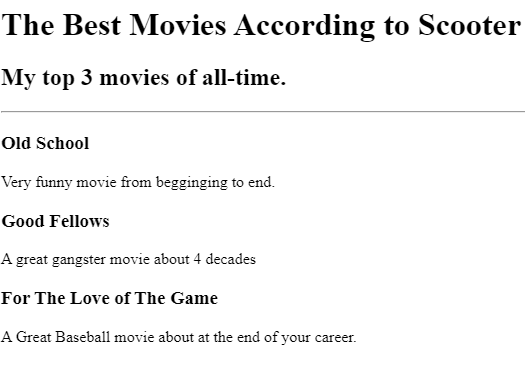 The Best Movies According to Scooter
My top 3 movies of all-time.
Old School
Very funny movie from begginging to end.
Good Fellows
A great gangster movie about 4 decades
For The Love of The Game
A Great Baseball movie about at the end of your career.